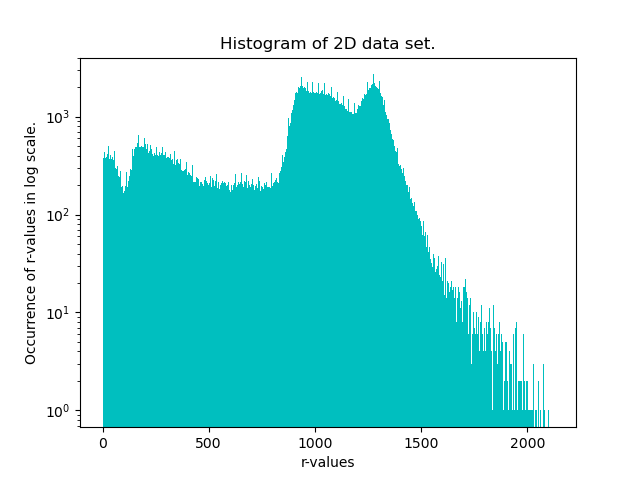 Histogram of 2D data set.
Occurrence of r-values in log scale.
10³
10²
10¹
10⁰
0 500 1000 1500 2000
r-values